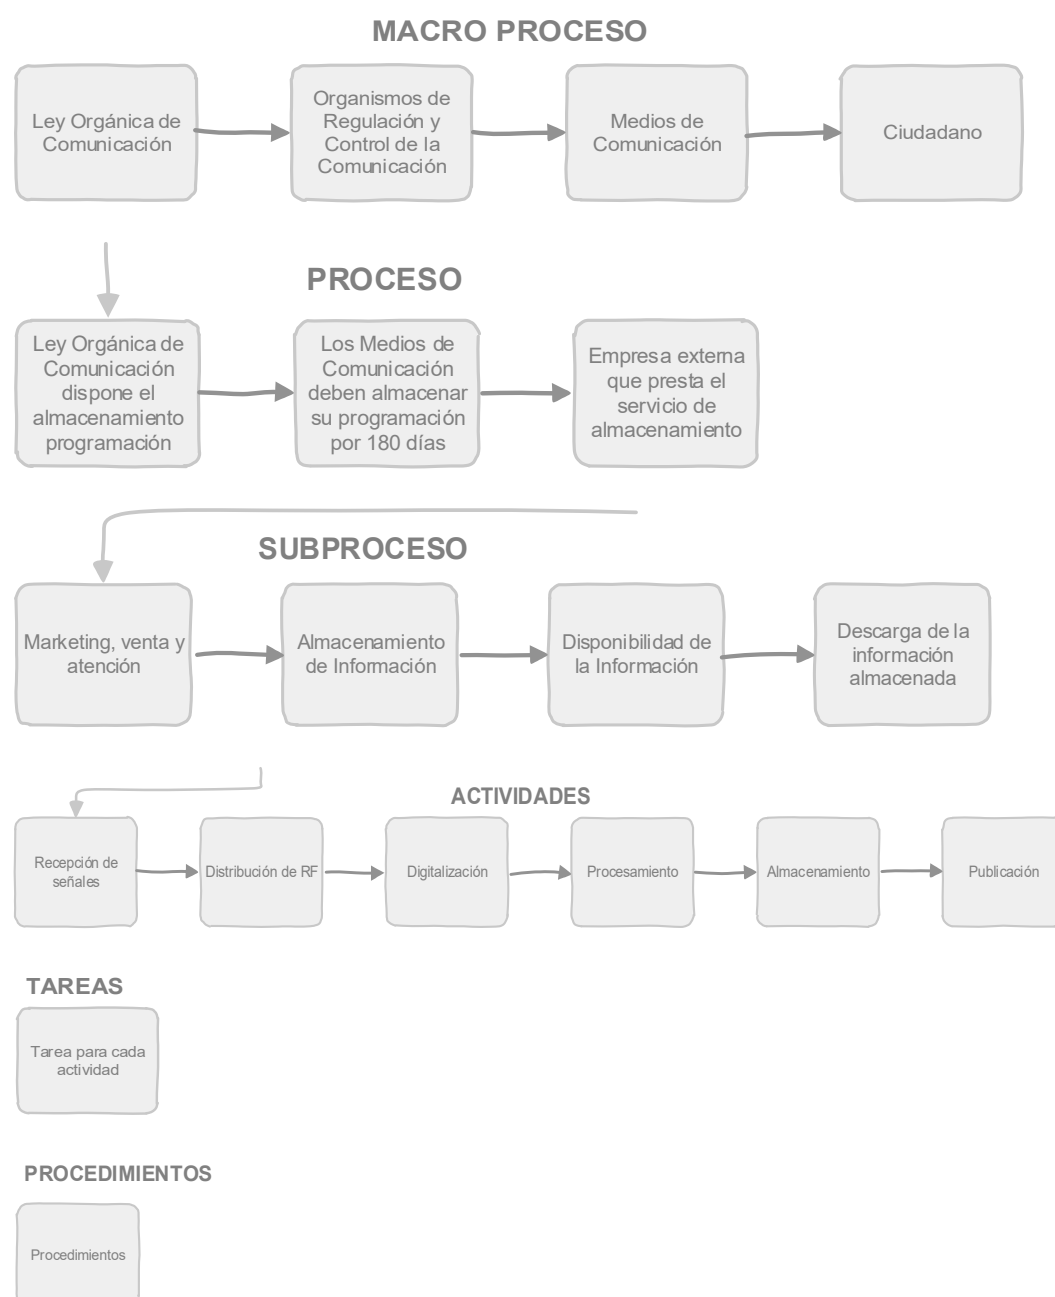 MACRO PROCESO
Ley Orgánica de
Comunicación
Organismos de
Regulación y
Control de la
Comunicación
Medios de
Comunicación
Ciudadano
PROCESO
Ley Orgánica de
Comunicación
dispone el
almacenamiento
programación
Los Medios de
Comunicación
deben almacenar
su programación
por 180 días
Empresa externa
que presta el
servicio de
almacenamiento
SUBPROCESO
Marketing, venta y
atención
Almacenamiento
de Información
Disponibilidad de
la Información
Descarga de la
información
almacenada
ACTIVIDADES
Recepción de
señales
Distribución de RF
Digitalización
Procesamiento
Almacenamiento
Publicación
TAREAS
Tarea para cada
actividad
PROCEDIMIENTOS
Procedimientos